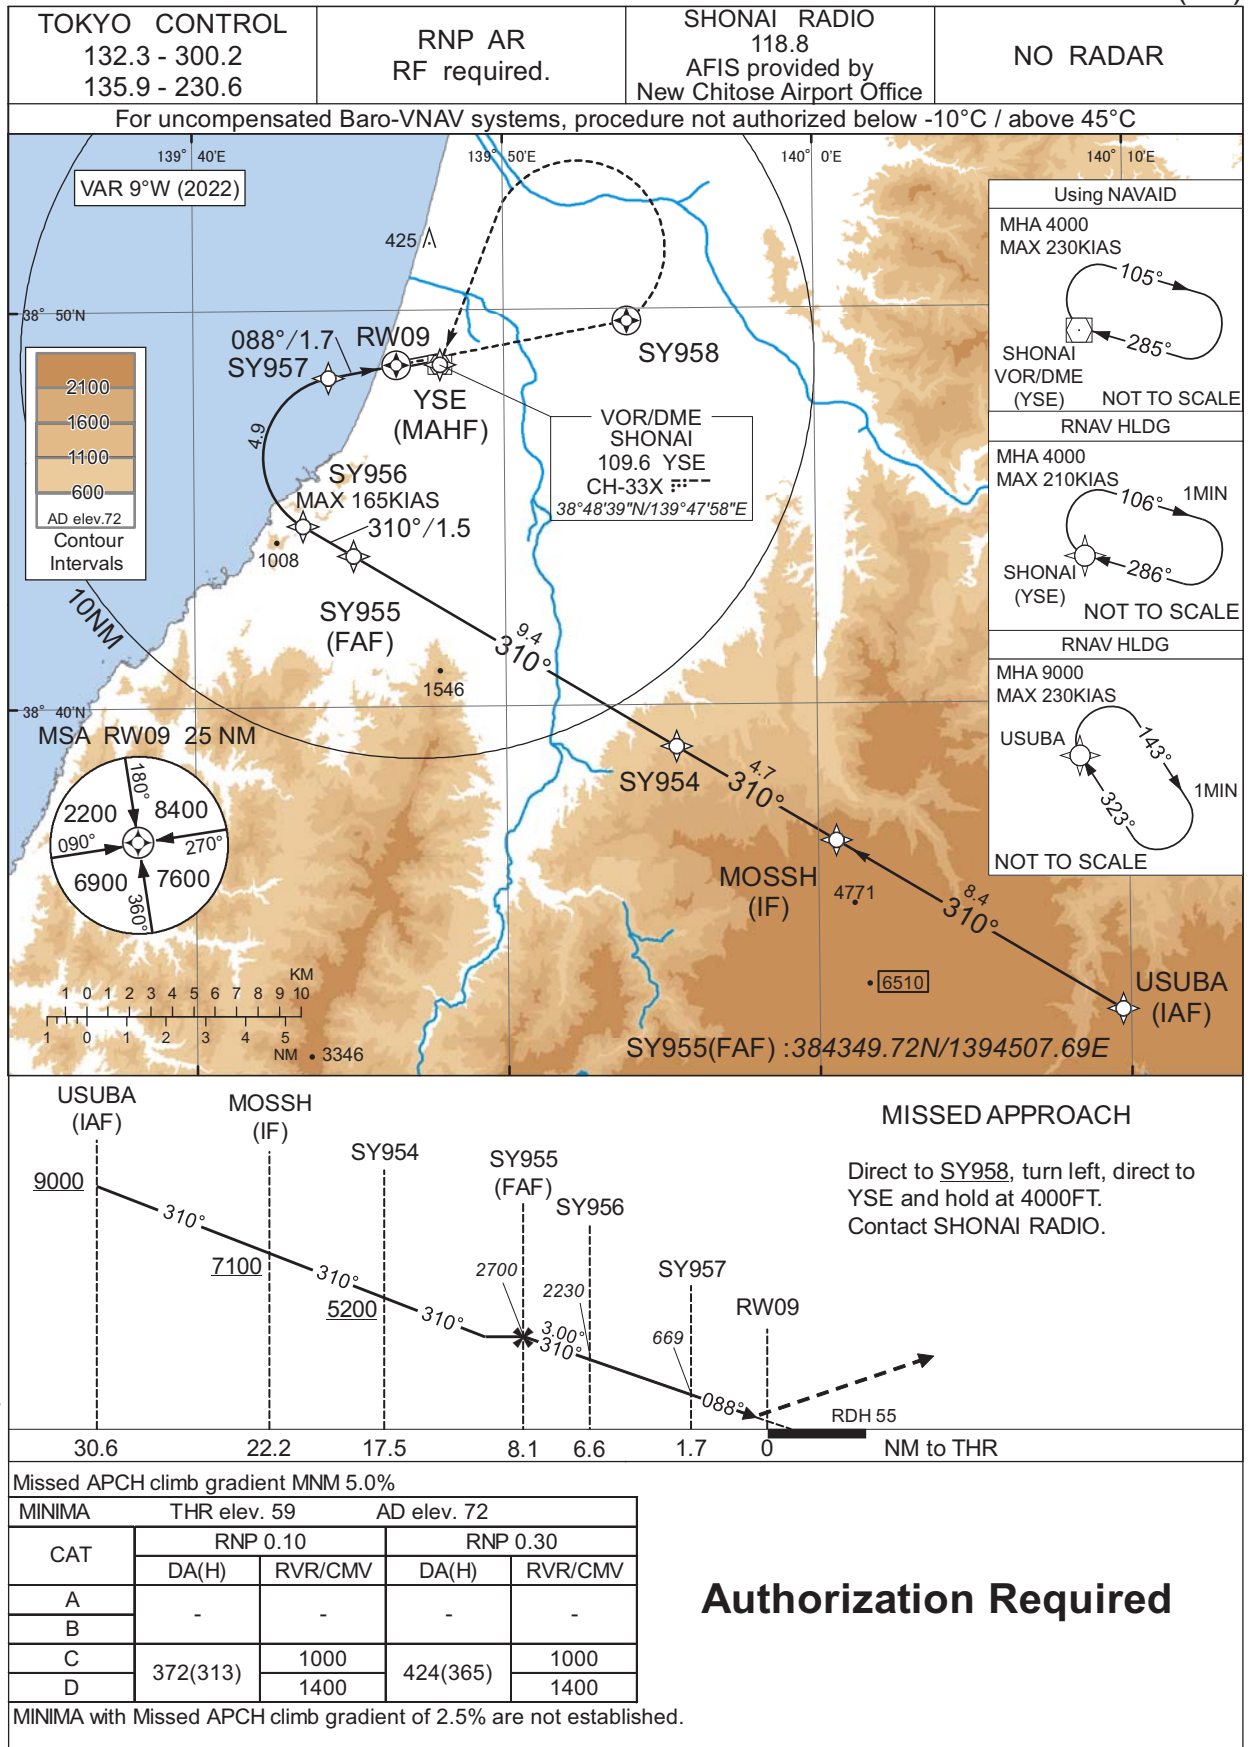 TOKYO CONTROL
132.3 - 300.2
135.9 - 230.6
RNP AR
RF required.
SHONAI RADIO
118.8
AFIS provided by
New Chitose Airport Office
NO RADAR
For uncompensated Baro-VNAV systems, procedure not authorized below -10°C / above 45°C
139° 40'E
139° 50'E
140° 0'E
140° 10'E
VAR 9°W (2022)
425
38° 50'N
088°/1.7
RW09
SY957
SY958
YSE
(MAHF)
2100
1600
1100
600
AD elev.72
Contour
Intervals
4.9
VOR/DME
SHONAI
109.6 YSE
CH-33X
38°48'39"N/139°47'58"E
SY956
MAX 165KIAS
310°/1.5
1008
SY955
(FAF)
10NM
9.4
310°
1546
38° 40'N
MSA RW09 25 NM
180°
2200
8400
090°
270°
6900
7600
360°
SY954
4.7
310°
MOSSH
(IF)
4771
8.4
310°
6510
USUBA
(IAF)
KM
1 0 1 2 3 4 5 6 7 8 9 10
1 0 1 2 3 4 5
NM
3346
SY955(FAF) :384349.72N/1394507.69E
Using NAVAID
MHA 4000
MAX 230KIAS
105°
285°
SHONAI
VOR/DME
(YSE)
NOT TO SCALE
RNAV HLDG
MHA 4000
MAX 210KIAS
106°
1MIN
286°
SHONAI
(YSE)
NOT TO SCALE
RNAV HLDG
MHA 9000
MAX 230KIAS
USUBA
143°
1MIN
323°
NOT TO SCALE
USUBA
(IAF)
MOSSH
(IF)
SY954
SY955
(FAF)
SY956
SY957
RW09
9000
310°
7100
310°
5200
310°
2700
2230
3.00°
310°
669
088°
RDH 55
30.6
22.2
17.5
8.1
6.6
1.7
0
NM to THR
MISSED APPROACH
Direct to SY958, turn left, direct to
YSE and hold at 4000FT.
Contact SHONAI RADIO.
Missed APCH climb gradient MNM 5.0%
MINIMA THR elev. 59 AD elev. 72
CAT RNP 0.10 RNP 0.30
DA(H) RVR/CMV DA(H) RVR/CMV
A
B
- - - -
C 372(313) 1000 424(365) 1000
D 1400 1400
MINIMA with Missed APCH climb gradient of 2.5% are not established.
Authorization Required